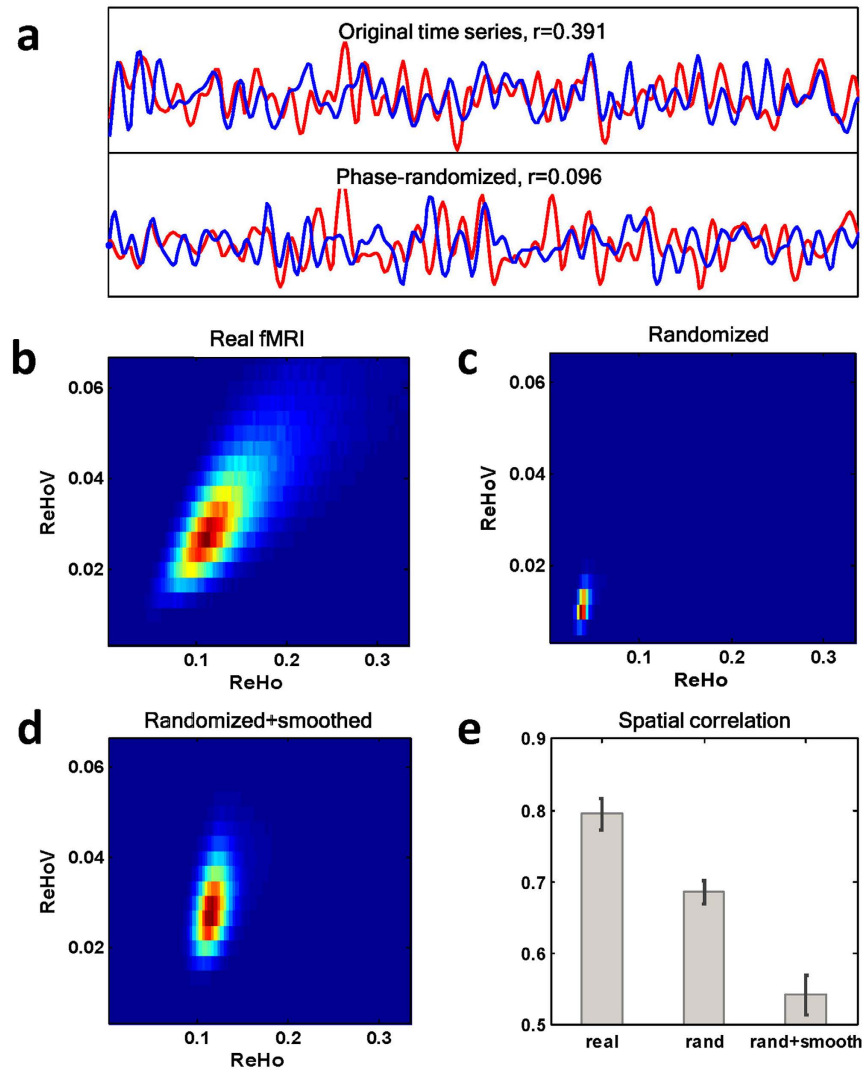 a
Original time series, r=0.391
Phase-randomized, r=0.096
b
Real fMRI
0.06
0.04
0.02
ReHoV
0.1 0.2 0.3
ReHo
c
Randomized
0.06
0.04
0.02
ReHoV
0.1 0.2 0.3
ReHo
d
Randomized+smoothed
0.06
0.04
0.02
ReHoV
0.1 0.2 0.3
ReHo
e
Spatial correlation
0.9
0.8
0.7
0.6
0.5
real rand rand+smooth